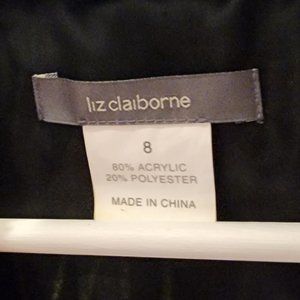 liz claiborne
8
80% ACRYLIC
20% POLYESTER
MADE IN CHINA